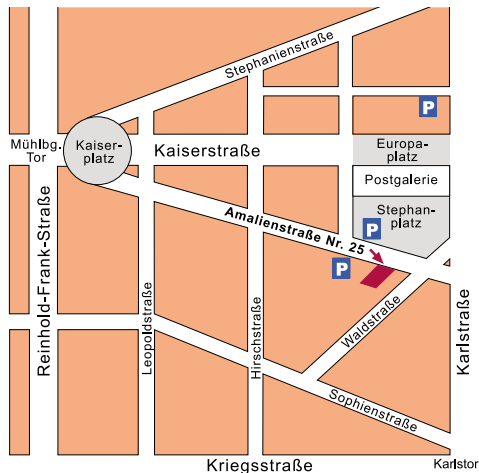 Stephanienstraße
P
Mühlbg.
Tor
Kaiser-
platz
Kaiserstraße
Europa-
platz
Postgalerie
Stephan-
platz
P
Amalienstraße Nr. 25
P
Reinhold-Frank-Straße
Leopoldstraße
Hirschstraße
Waldstraße
Karlstraße
Sophienstraße
Kriegsstraße
Karlstor